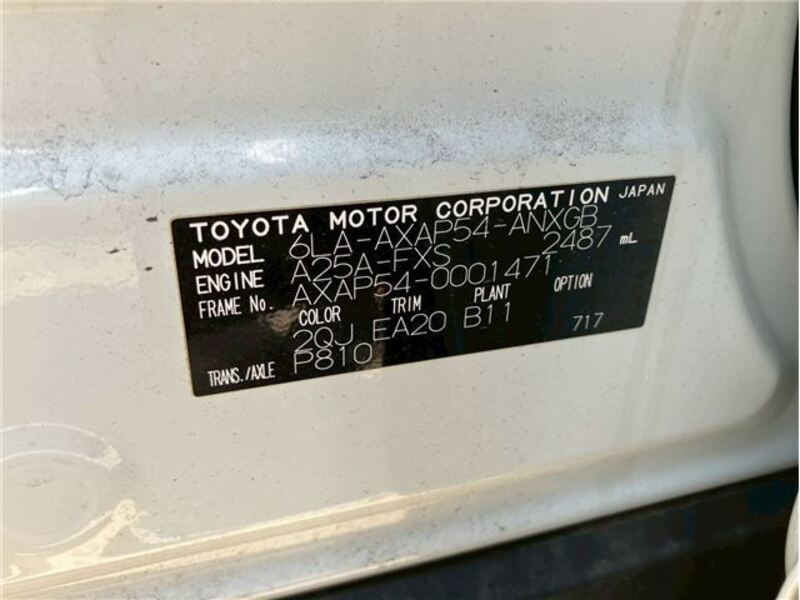 TOYOTA MOTOR CORPORATION JAPAN
MODEL 6LA-AXAP54-ANXGB
ENGINE A25A-FXS 2487 mL
FRAME No. AXAP54-0001471
COLOR TRIM PLANT OPTION
2QJ EA20 B11 717
TRANS./AXLE P810